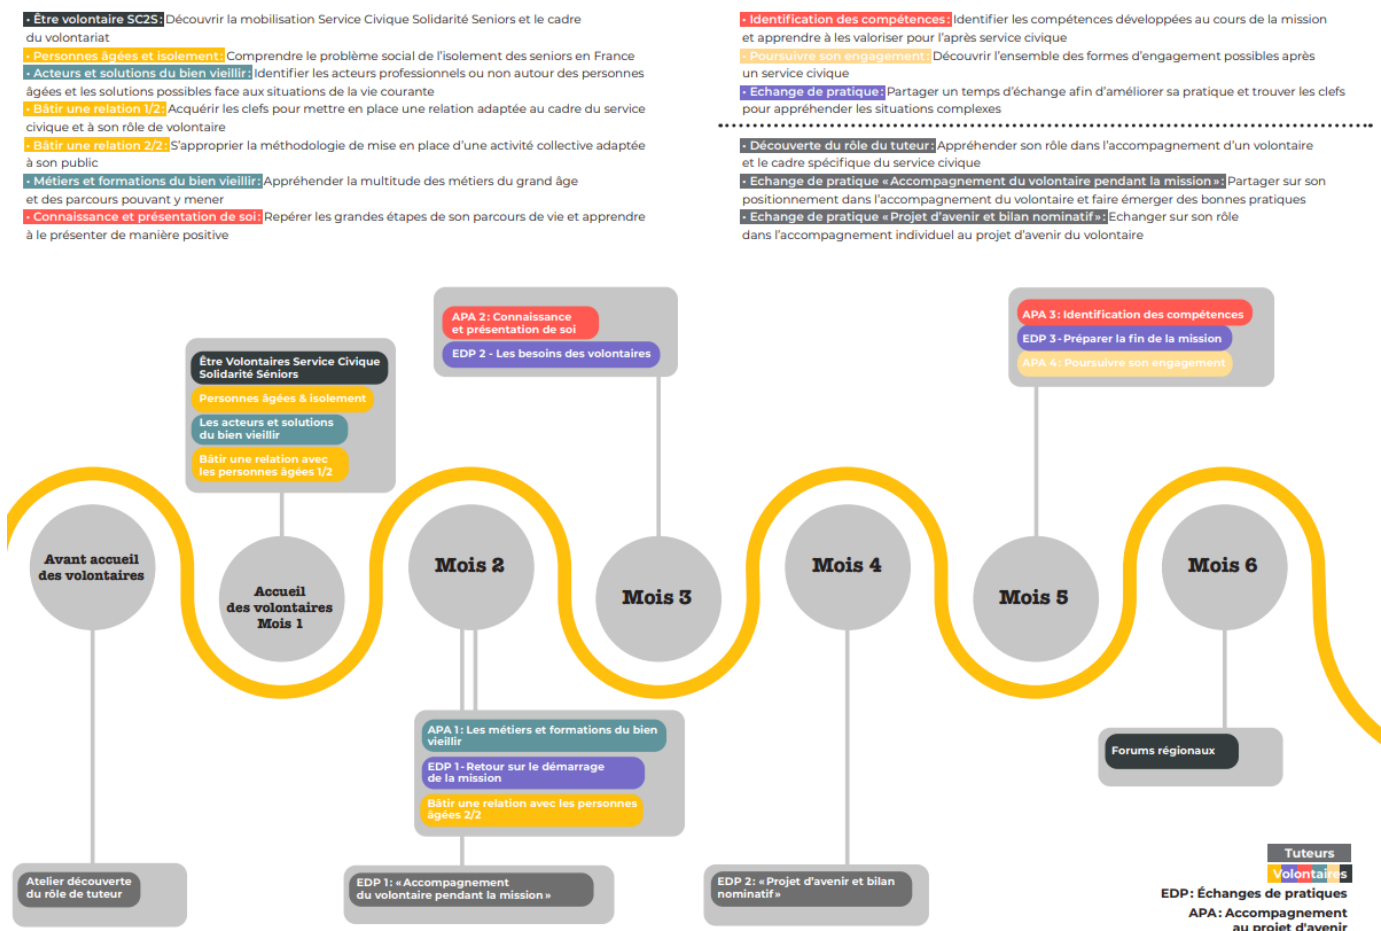 • Être volontaire SC2S: Découvrir la mobilisation Service Civique Solidarité Seniors et le cadre
du volontariat
• Personnes âgées et isolement: Comprendre le problème social de l'isolement des seniors en France
• Acteurs et solutions du bien vieillir: Identifier les acteurs professionnels ou non autour des personnes
âgées et les solutions possibles face aux situations de la vie courante
• Bâtir une relation 1/2: Acquérir les clefs pour mettre en place une relation adaptée au cadre du service
civique et à son rôle de volontaire
• Bâtir une relation 2/2: S'approprier la méthodologie de mise en place d'une activité collective adaptée
à son public
• Métiers et formations du bien vieillir: Appréhender la multitude des métiers du grand âge
et des parcours pouvant y mener
• Connaissance et présentation de soi: Repérer les grandes étapes de son parcours de vie et apprendre
à le présenter de manière positive
• Identification des compétences: Identifier les compétences développées au cours de la mission
et apprendre à les valoriser pour l'après service civique
• Poursuivre son engagement: Découvrir l'ensemble des formes d'engagement possibles après
un service civique
• Echange de pratique: Partager un temps d'échange afin d'améliorer sa pratique et trouver les clefs
pour appréhender les situations complexes
• Découverte du rôle du tuteur: Appréhender son rôle dans l'accompagnement d'un volontaire
et le cadre spécifique du service civique
• Echange de pratique «Accompagnement du volontaire pendant la mission»: Partager sur son
positionnement dans l'accompagnement du volontaire et faire émerger des bonnes pratiques
• Echange de pratique «Projet d'avenir et bilan nominatif»: Echanger sur son rôle
dans l'accompagnement individuel au projet d'avenir du volontaire
Être Volontaires Service Civique
Solidarité Séniors
Personnes âgées & isolement
Les acteurs et solutions
du bien vieillir
Bâtir une relation avec
les personnes âgées 1/2
APA 2: Connaissance
et présentation de soi
EDP 2 - Les besoins des volontaires
APA 3: Identification des compétences
EDP 3 - Préparer la fin de la mission
APA 4: Poursuivre son engagement
Avant accueil
des volontaires
Accueil
des volontaires
Mois 1
Mois 2
Mois 3
Mois 4
Mois 5
Mois 6
APA 1: Les métiers et formations du bien
vieillir
EDP 1- Retour sur le démarrage
de la mission
Bâtir une relation avec les personnes
âgées 2/2
Forums régionaux
Atelier découverte
du rôle de tuteur
EDP 1: «Accompagnement
du volontaire pendant la mission»
EDP 2: «Projet d'avenir et bilan
nominatif»
Tuteurs
Volontaires
EDP: Échanges de pratiques
APA: Accompagnement
au projet d'avenir